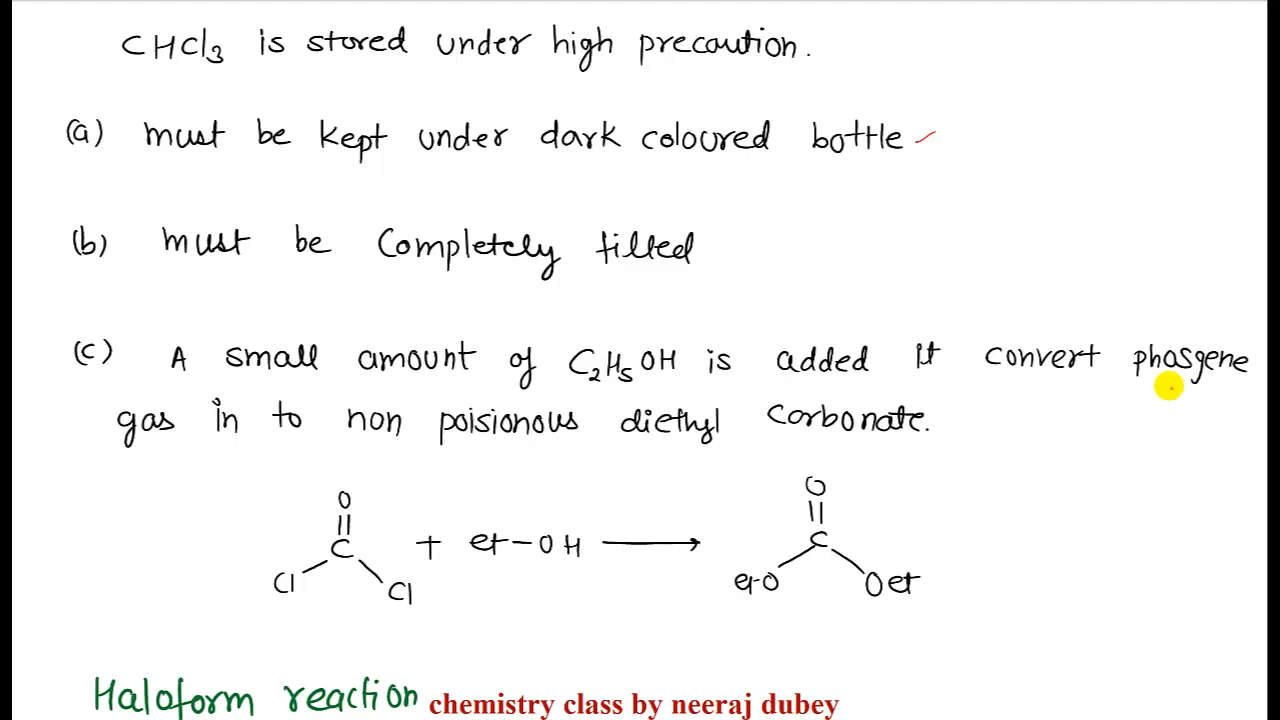 CHCl3 is stored under high precaution.
(a) must be kept under dark coloured bottle
(b) must be completely filled
(c) A small amount of C2H5OH is added it convert phosgene
gas in to non poisionous diethyl carbonate.
O
C
Cl
Cl
+ et-OH
O
C
etO
Oet
Haloform reaction chemistry class by neeraj dubey